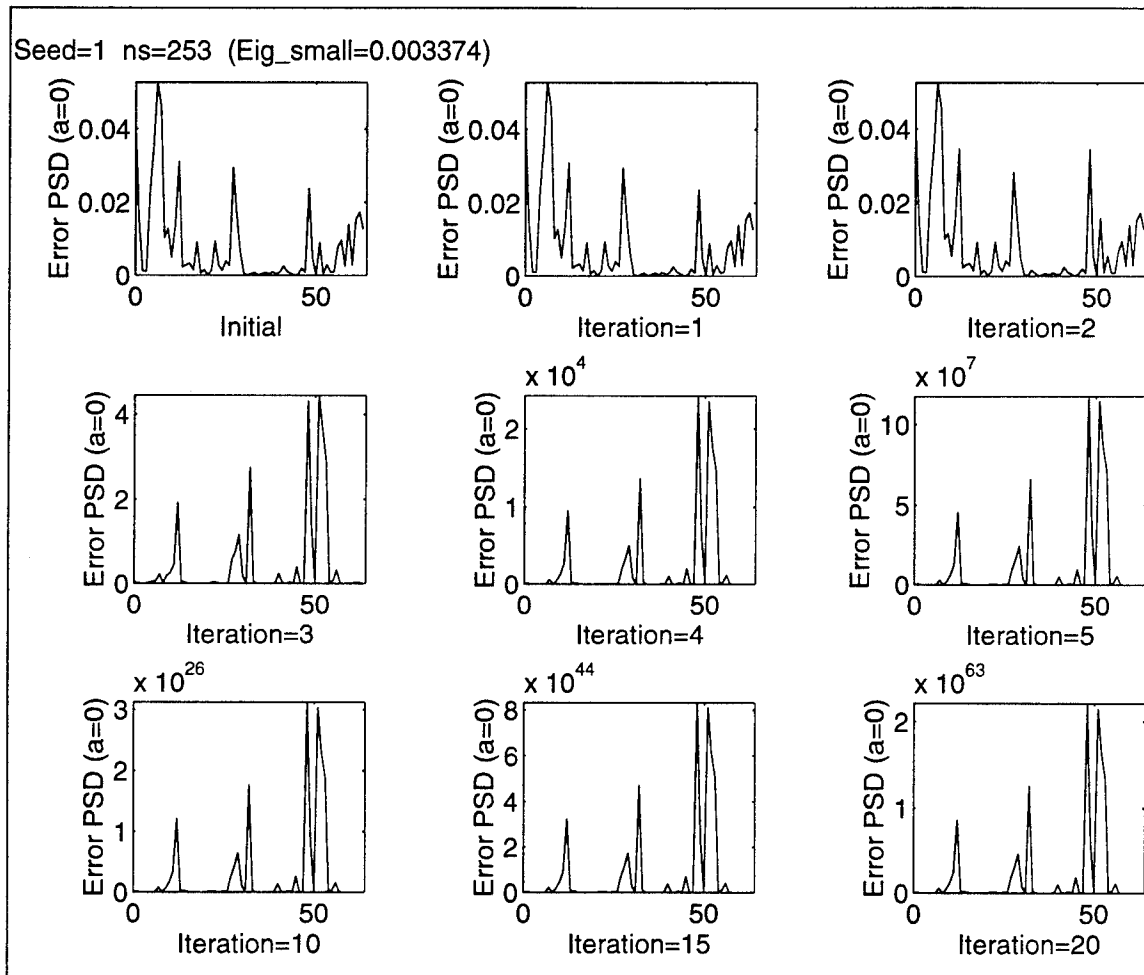 Seed=1 ns=253 (Eig_small=0.003374)
Error PSD (a=0)
0.04
0.02
0
0 50
Initial
Error PSD (a=0)
0.04
0.02
0
0 50
Iteration=1
Error PSD (a=0)
0.04
0.02
0
0 50
Iteration=2
Error PSD (a=0)
4
2
0
0 50
Iteration=3
x 10^4
Error PSD (a=0)
2
1
0
0 50
Iteration=4
x 10^7
Error PSD (a=0)
10
5
0
0 50
Iteration=5
x 10^26
Error PSD (a=0)
3
2
1
0
0 50
Iteration=10
x 10^44
Error PSD (a=0)
8
6
4
2
0
0 50
Iteration=15
x 10^63
Error PSD (a=0)
2
1
0
0 50
Iteration=20